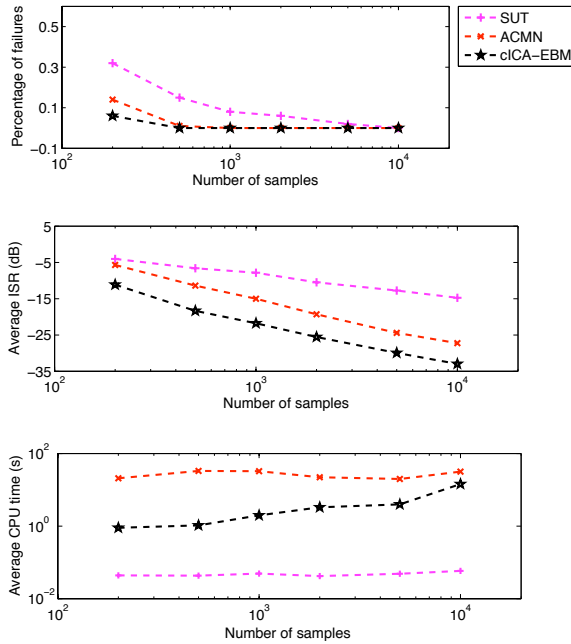 SUT
ACMN
cICA−EBM
Percentage of failures
0.5
0.3
0.1
−0.1
10^2
10^3
10^4
Number of samples
Average ISR (dB)
5
−5
−15
−25
−35
10^2
10^3
10^4
Number of samples
Average CPU time (s)
10^2
10^0
10^−2
10^2
10^3
10^4
Number of samples